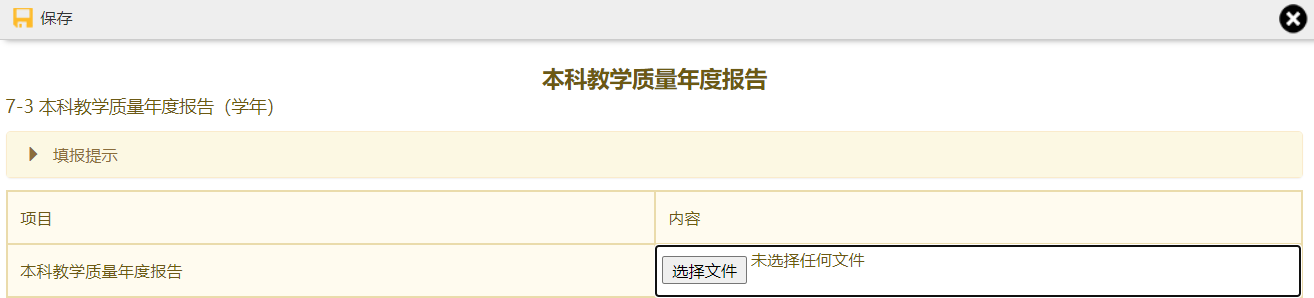 保存
本科教学质量年度报告
7-3 本科教学质量年度报告（学年）
填报提示
项目
内容
本科教学质量年度报告
选择文件 未选择任何文件